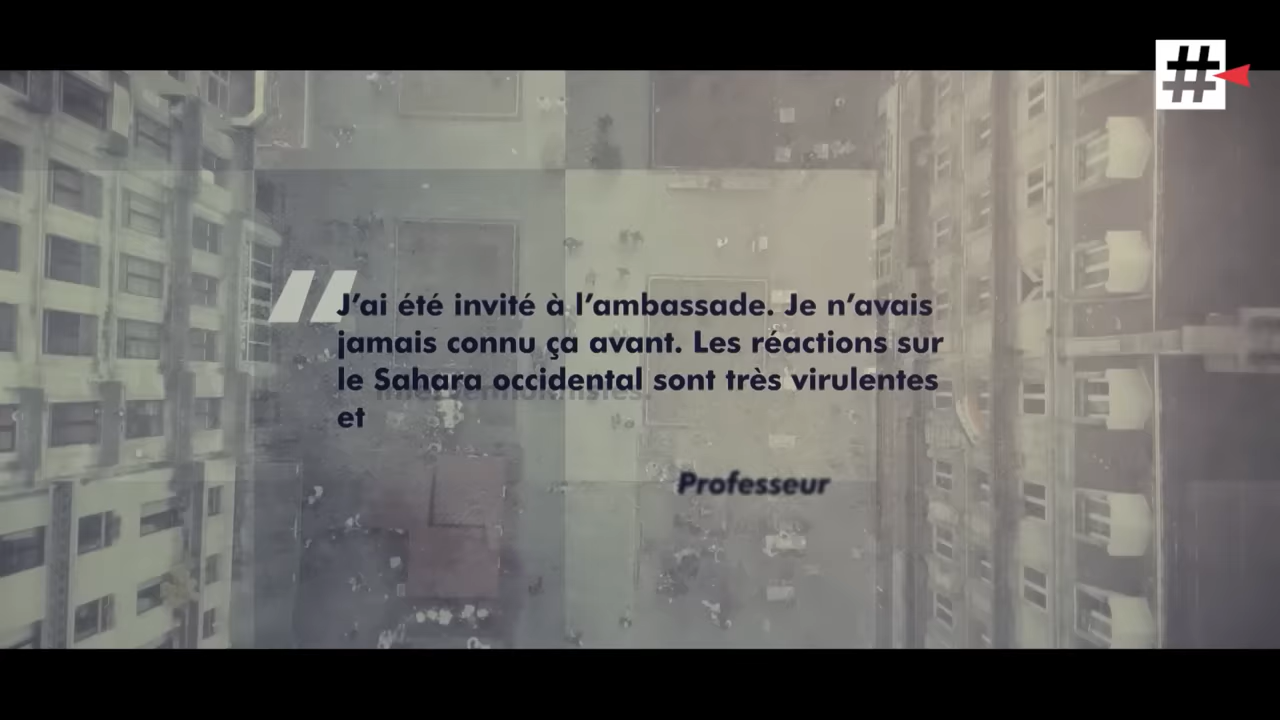 J’ai été invité à l’ambassade. Je n’avais
jamais connu ça avant. Les réactions sur
le Sahara occidental sont très virulentes
et
Professeur